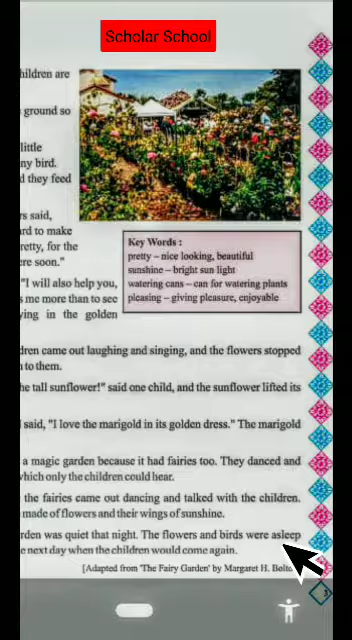 Scholar School
hildren are
ground so
little
ny bird.
d they feed
rs said,
ard to make
retty, for the
re soon."
"I will also help you,
s me more than to see
ying in the golden
Key Words :
pretty – nice looking, beautiful
sunshine – bright sun light
watering cans – can for watering plants
pleasing – giving pleasure, enjoyable
dren came out laughing and singing, and the flowers stopped
to them.
he tall sunflower!" said one child, and the sunflower lifted its
said, "I love the marigold in its golden dress." The marigold
a magic garden because it had fairies too. They danced and
which only the children could hear.
the fairies came out dancing and talked with the children.
made of flowers and their wings of sunshine.
rden was quiet that night. The flowers and birds were asleep
e next day when the children would come again.
[Adapted from 'The Fairy Garden' by Margaret H.
3